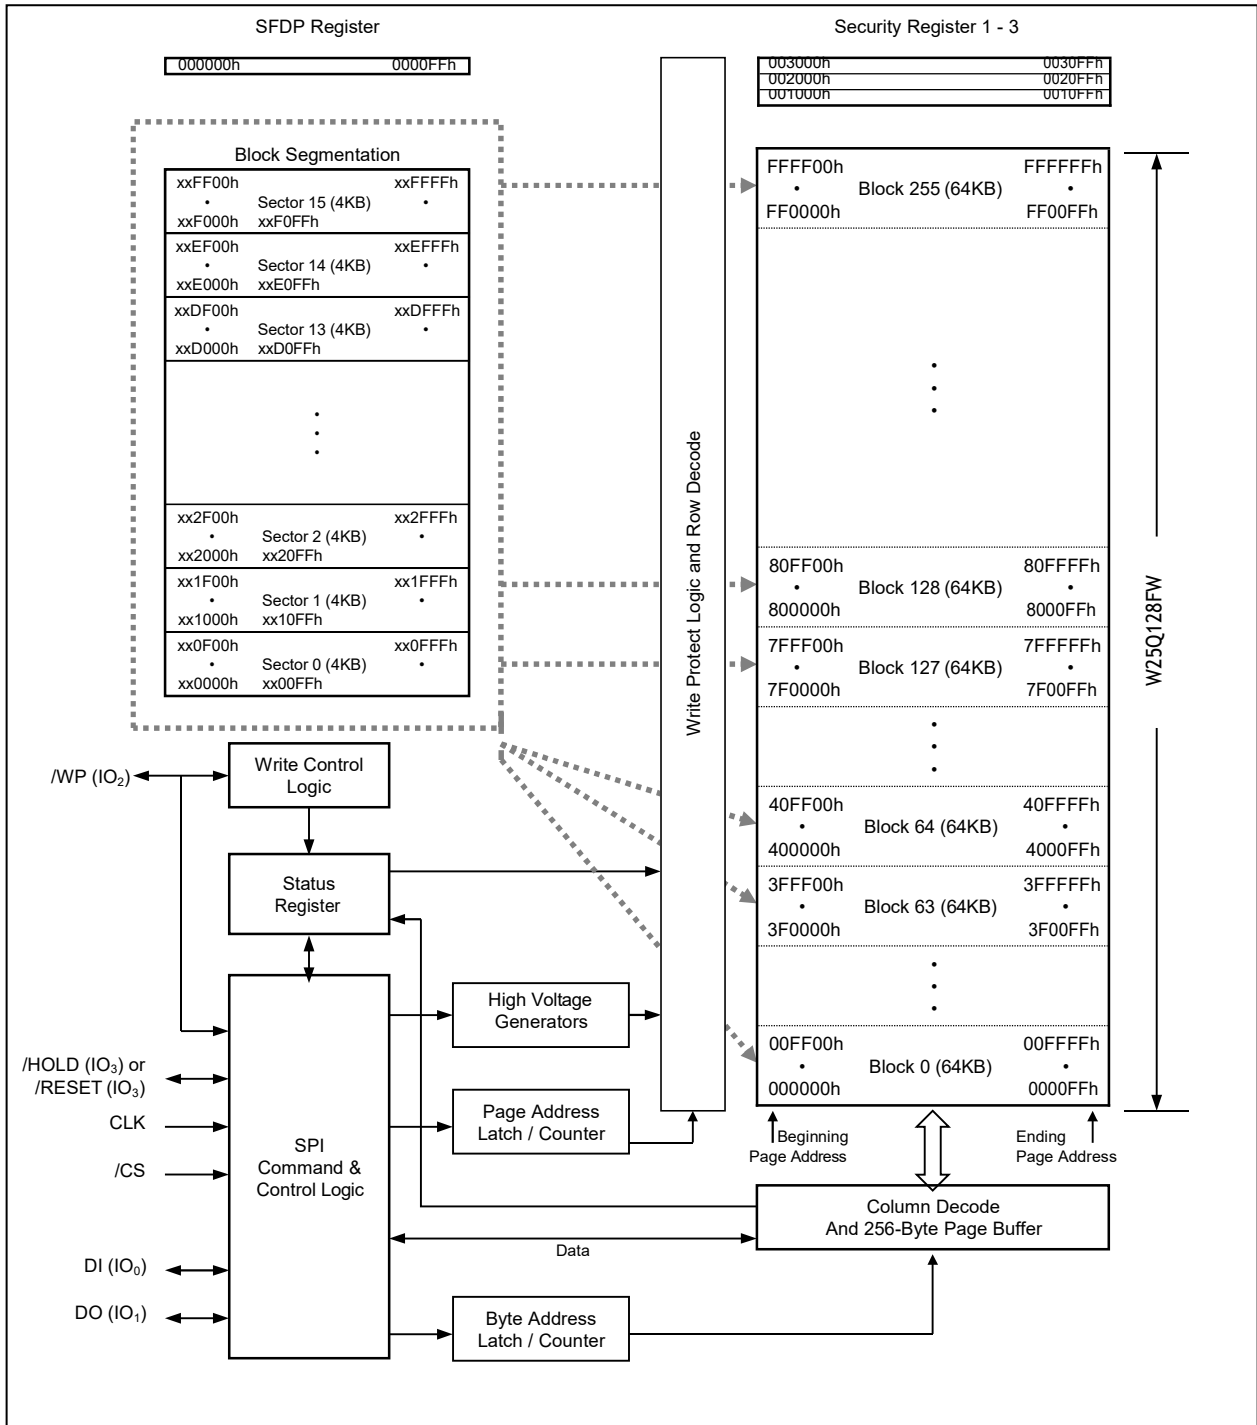 SFDP Register
000000h 0000FFh
Security Register 1 - 3
003000h 0030FFh
002000h 0020FFh
001000h 0010FFh
Block Segmentation
xxFF00h xxFFFFh
• Sector 15 (4KB) •
xxF000h xxF0FFh
xxEF00h xxEFFFh
• Sector 14 (4KB) •
xxE000h xxE0FFh
xxDF00h xxDFFFh
• Sector 13 (4KB) •
xxD000h xxD0FFh
xx2F00h xx2FFFh
• Sector 2 (4KB) •
xx2000h xx20FFh
xx1F00h xx1FFFh
• Sector 1 (4KB) •
xx1000h xx10FFh
xx0F00h xx0FFFh
• Sector 0 (4KB) •
xx0000h xx00FFh
Write Protect Logic and Row Decode
FFFF00h FFFFFFh
• Block 255 (64KB) •
FF0000h FF00FFh
80FF00h 80FFFFh
• Block 128 (64KB) •
800000h 8000FFh
7FFF00h 7FFFFFh
• Block 127 (64KB) •
7F0000h 7F00FFh
40FF00h 40FFFFh
• Block 64 (64KB) •
400000h 4000FFh
3FFF00h 3FFFFFh
• Block 63 (64KB) •
3F0000h 3F00FFh
00FF00h 00FFFFh
• Block 0 (64KB) •
000000h 0000FFh
W25Q128FW
Beginning
Page Address
Ending
Page Address
/WP (IO2)
Write Control
Logic
Status
Register
/HOLD (IO3) or
/RESET (IO3)
CLK
/CS
DI (IO0)
DO (IO1)
SPI
Command &
Control Logic
High Voltage
Generators
Page Address
Latch / Counter
Column Decode
And 256-Byte Page Buffer
Data
Byte Address
Latch / Counter